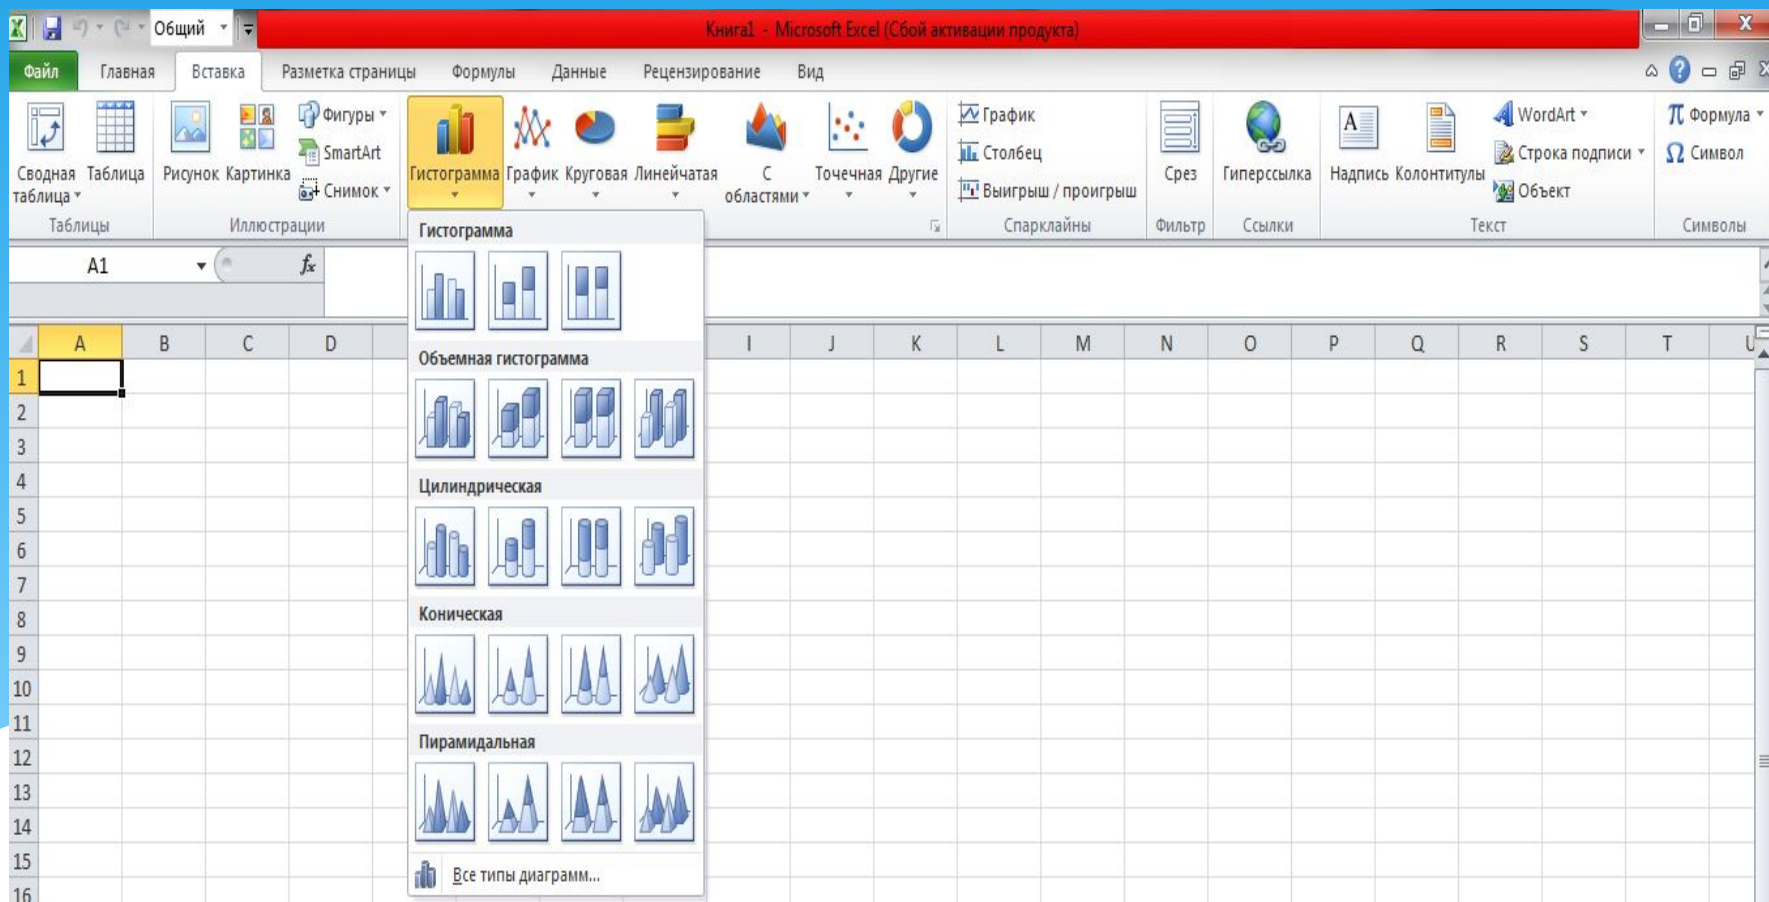 Общий
Книга1 - Microsoft Excel (Сбой активации продукта)
Файл Главная Вставка Разметка страницы Формулы Данные Рецензирование Вид
Сводная таблица
Таблица
Рисунок
Картинка
Фигуры
SmartArt
Снимок
Гистограмма
График
Круговая
Линейчатая
С областями
Точечная
Другие
График
Столбец
Выигрыш / проигрыш
Срез
Гиперссылка
Надпись
Колонтитулы
WordArt
Строка подписи
Объект
π Формула
Ω Символ
Таблицы Иллюстрации Спарклайны Фильтр Ссылки Текст Символы
A1 fx
A B C D I J K L M N O P Q R S T U
1
2
3
4
5
6
7
8
9
10
11
12
13
14
15
16
Гистограмма
Объемная гистограмма
Цилиндрическая
Коническая
Пирамидальная
Все типы диаграмм...